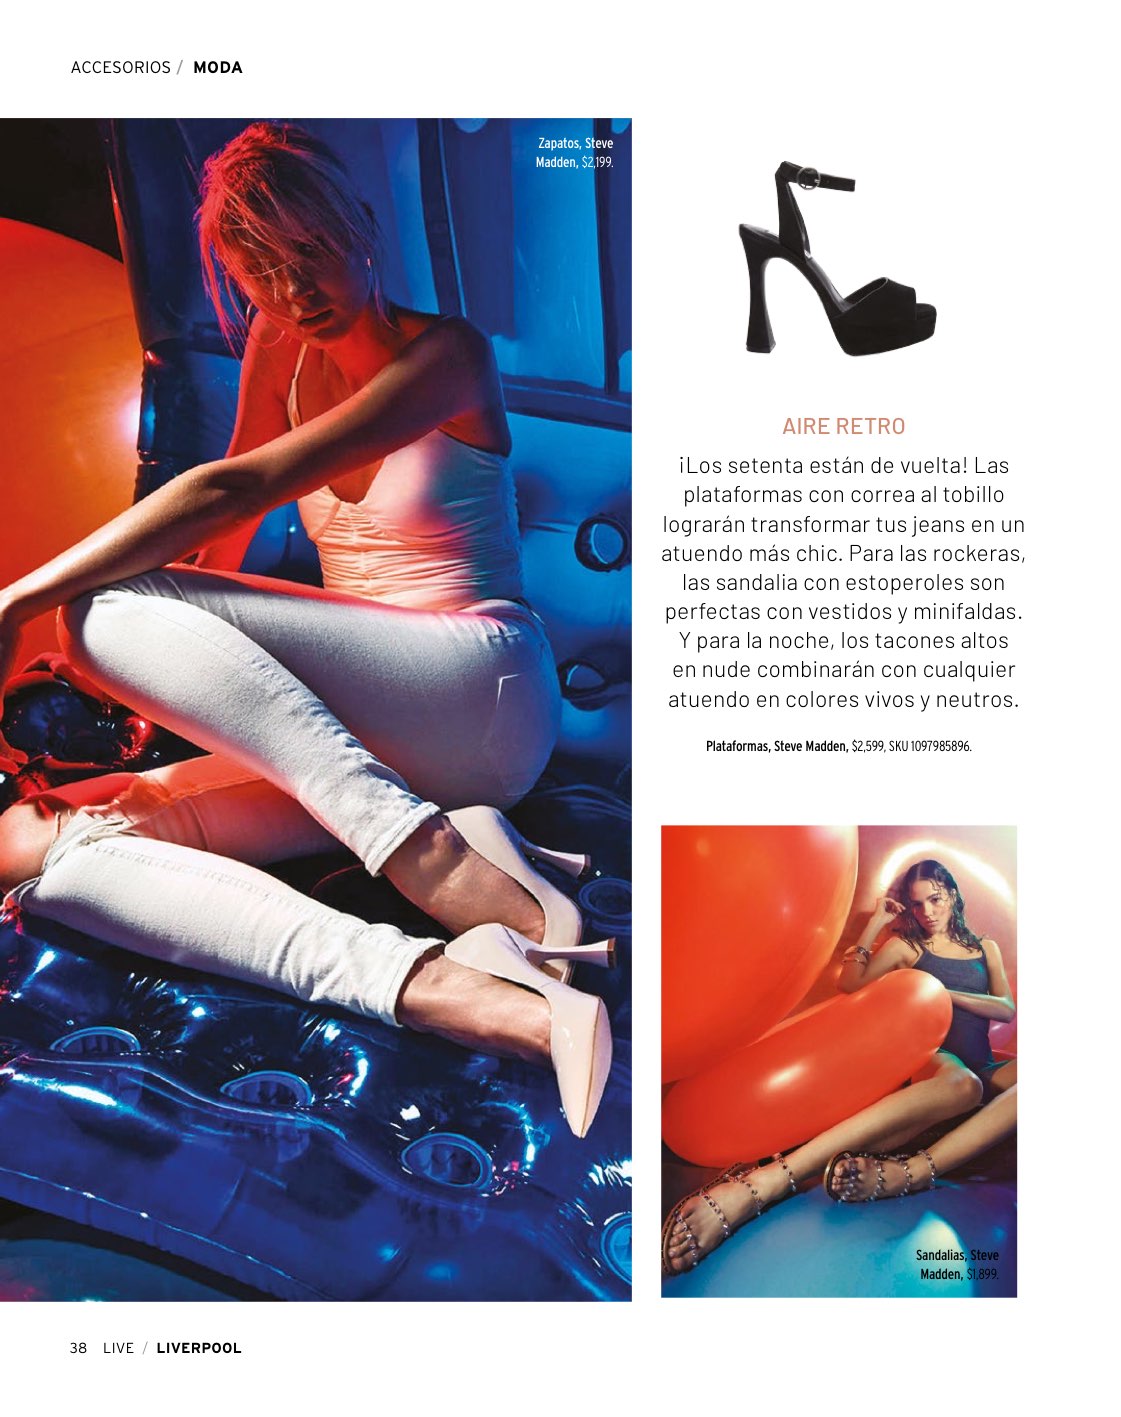 ACCESORIOS / MODA
Zapatos, Steve
Madden, $2,199.
AIRE RETRO
¡Los setenta están de vuelta! Las
plataformas con correa al tobillo
lograrán transformar tus jeans en un
atuendo más chic. Para las rockeras,
las sandalia con estoperoles son
perfectas con vestidos y minifaldas.
Y para la noche, los tacones altos
en nude combinarán con cualquier
atuendo en colores vivos y neutros.
Plataformas, Steve Madden, $2,599, SKU 1097985896.
Sandalias, Steve
Madden, $1,899.
38 LIVE / LIVERPOOL